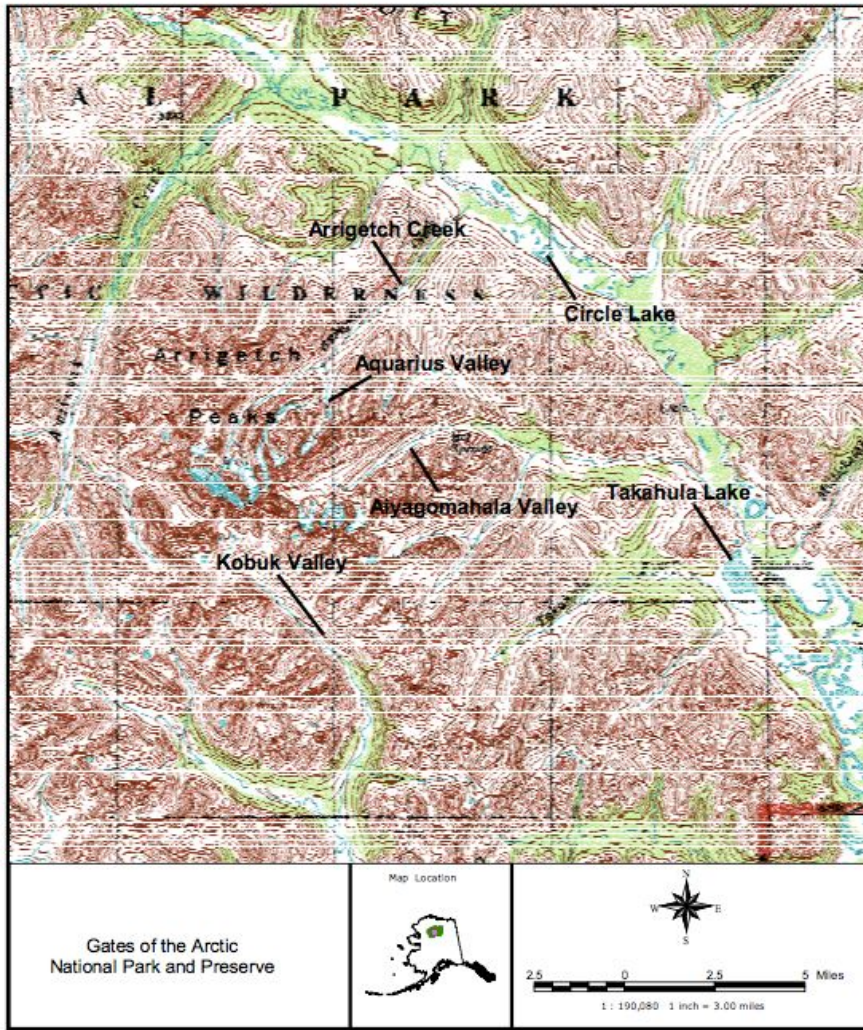 A L P A R K
Arrigetch Creek
T I C W I L D E R N E S S
Circle Lake
Arrigetch
Aquarius Valley
Peaks
Takahula Lake
Aiyagomahala Valley
Kobuk Valley
Gates of the Arctic
National Park and Preserve
Map Location
N
W E
S
2.5 0 2.5 5 Miles
1 : 190,080 1 inch = 3.00 miles